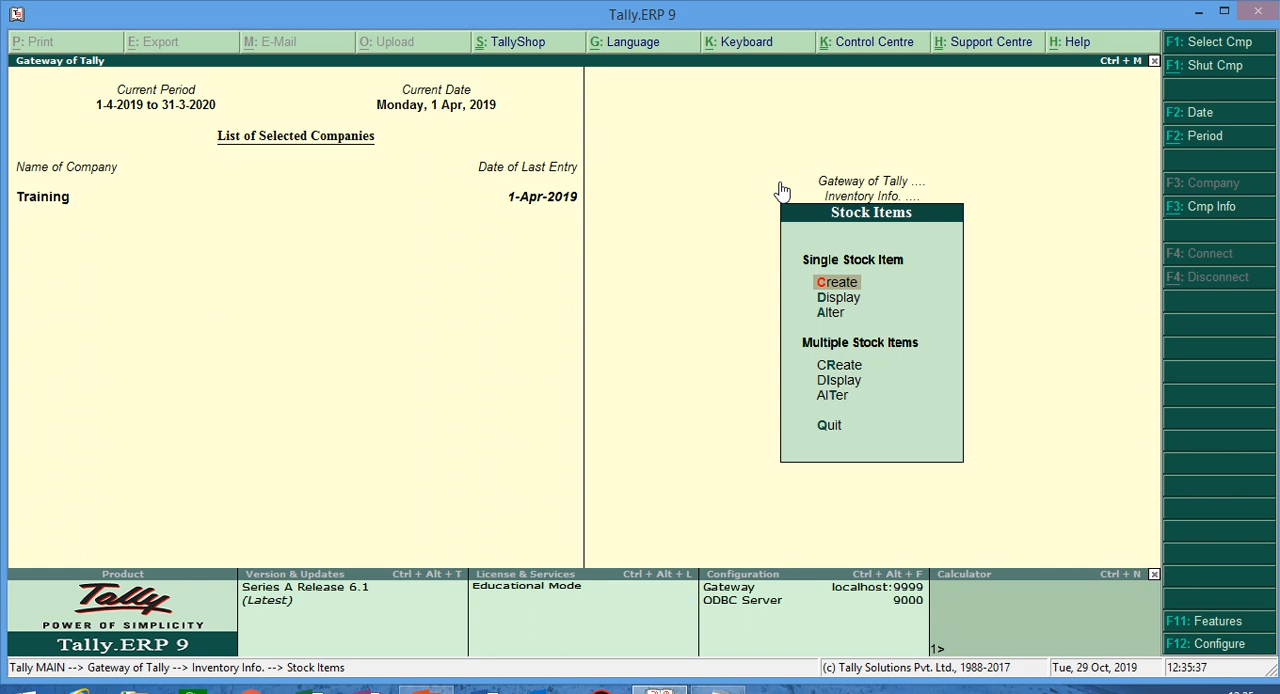 Tally.ERP 9
P: Print E: Export M: E-Mail O: Upload S: TallyShop G: Language K: Keyboard K: Control Centre H: Support Centre H: Help
Gateway of Tally Ctrl + M
Current Period Current Date
1-4-2019 to 31-3-2020 Monday, 1 Apr, 2019
List of Selected Companies
Name of Company Date of Last Entry
Training 1-Apr-2019
Gateway of Tally ....
Inventory Info. ....
Stock Items
Single Stock Item
Create
Display
Alter
Multiple Stock Items
CReate
DIsplay
AlTer
Quit
F1: Select Cmp
F1: Shut Cmp
F2: Date
F2: Period
F3: Company
F3: Cmp Info
F4: Connect
F4: Disconnect
F11: Features
F12: Configure
Product
Tally
POWER OF SIMPLICITY
Tally.ERP 9
Version & Updates Ctrl + Alt + T
Series A Release 6.1
(Latest)
License & Services Ctrl + Alt + L
Educational Mode
Configuration Ctrl + Alt + F
Gateway localhost:9999
ODBC Server 9000
Calculator Ctrl + N
1>
Tally MAIN --> Gateway of Tally --> Inventory Info. --> Stock Items (c) Tally Solutions Pvt. Ltd., 1988-2017 Tue, 29 Oct, 2019 12:35:37